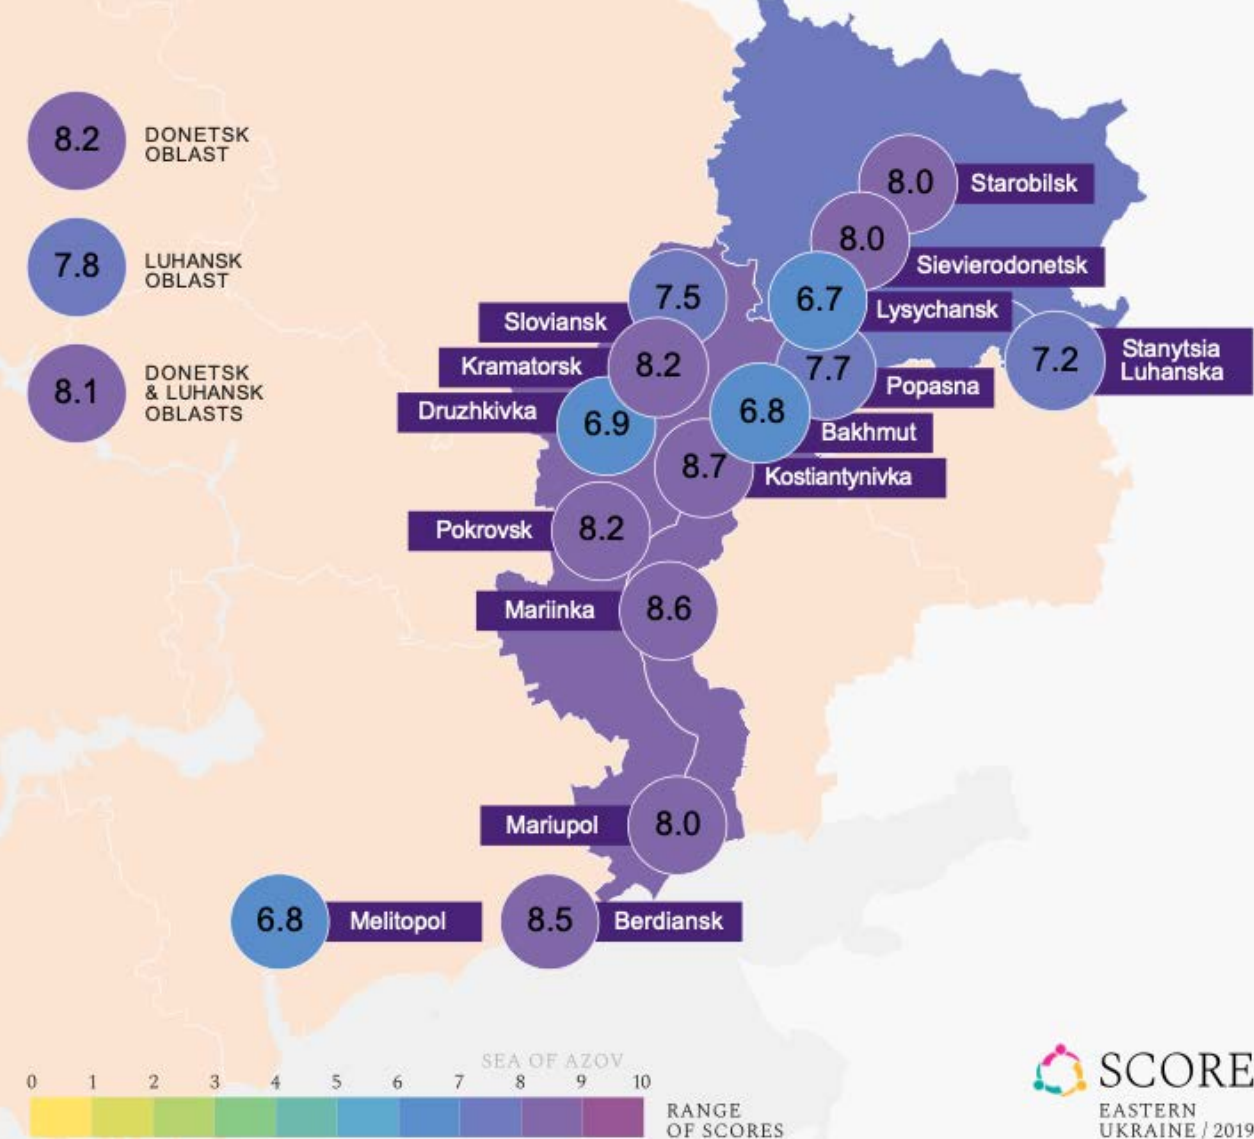 8.2
DONETSK
OBLAST
7.8
LUHANSK
OBLAST
8.1
DONETSK
& LUHANSK
OBLASTS
8.0
Starobilsk
8.0
Sievierodonetsk
7.5
Sloviansk
6.7
Lysychansk
7.2
Stanytsia
Luhanska
Kramatorsk
8.2
7.7
Popasna
Druzhkivka
6.9
6.8
Bakhmut
8.7
Kostiantynivka
Pokrovsk
8.2
Mariinka
8.6
Mariupol
8.0
6.8
Melitopol
8.5
Berdiansk
SEA OF AZOV
0 1 2 3 4 5 6 7 8 9 10
RANGE
OF SCORES
SCORE
EASTERN
UKRAINE / 2019